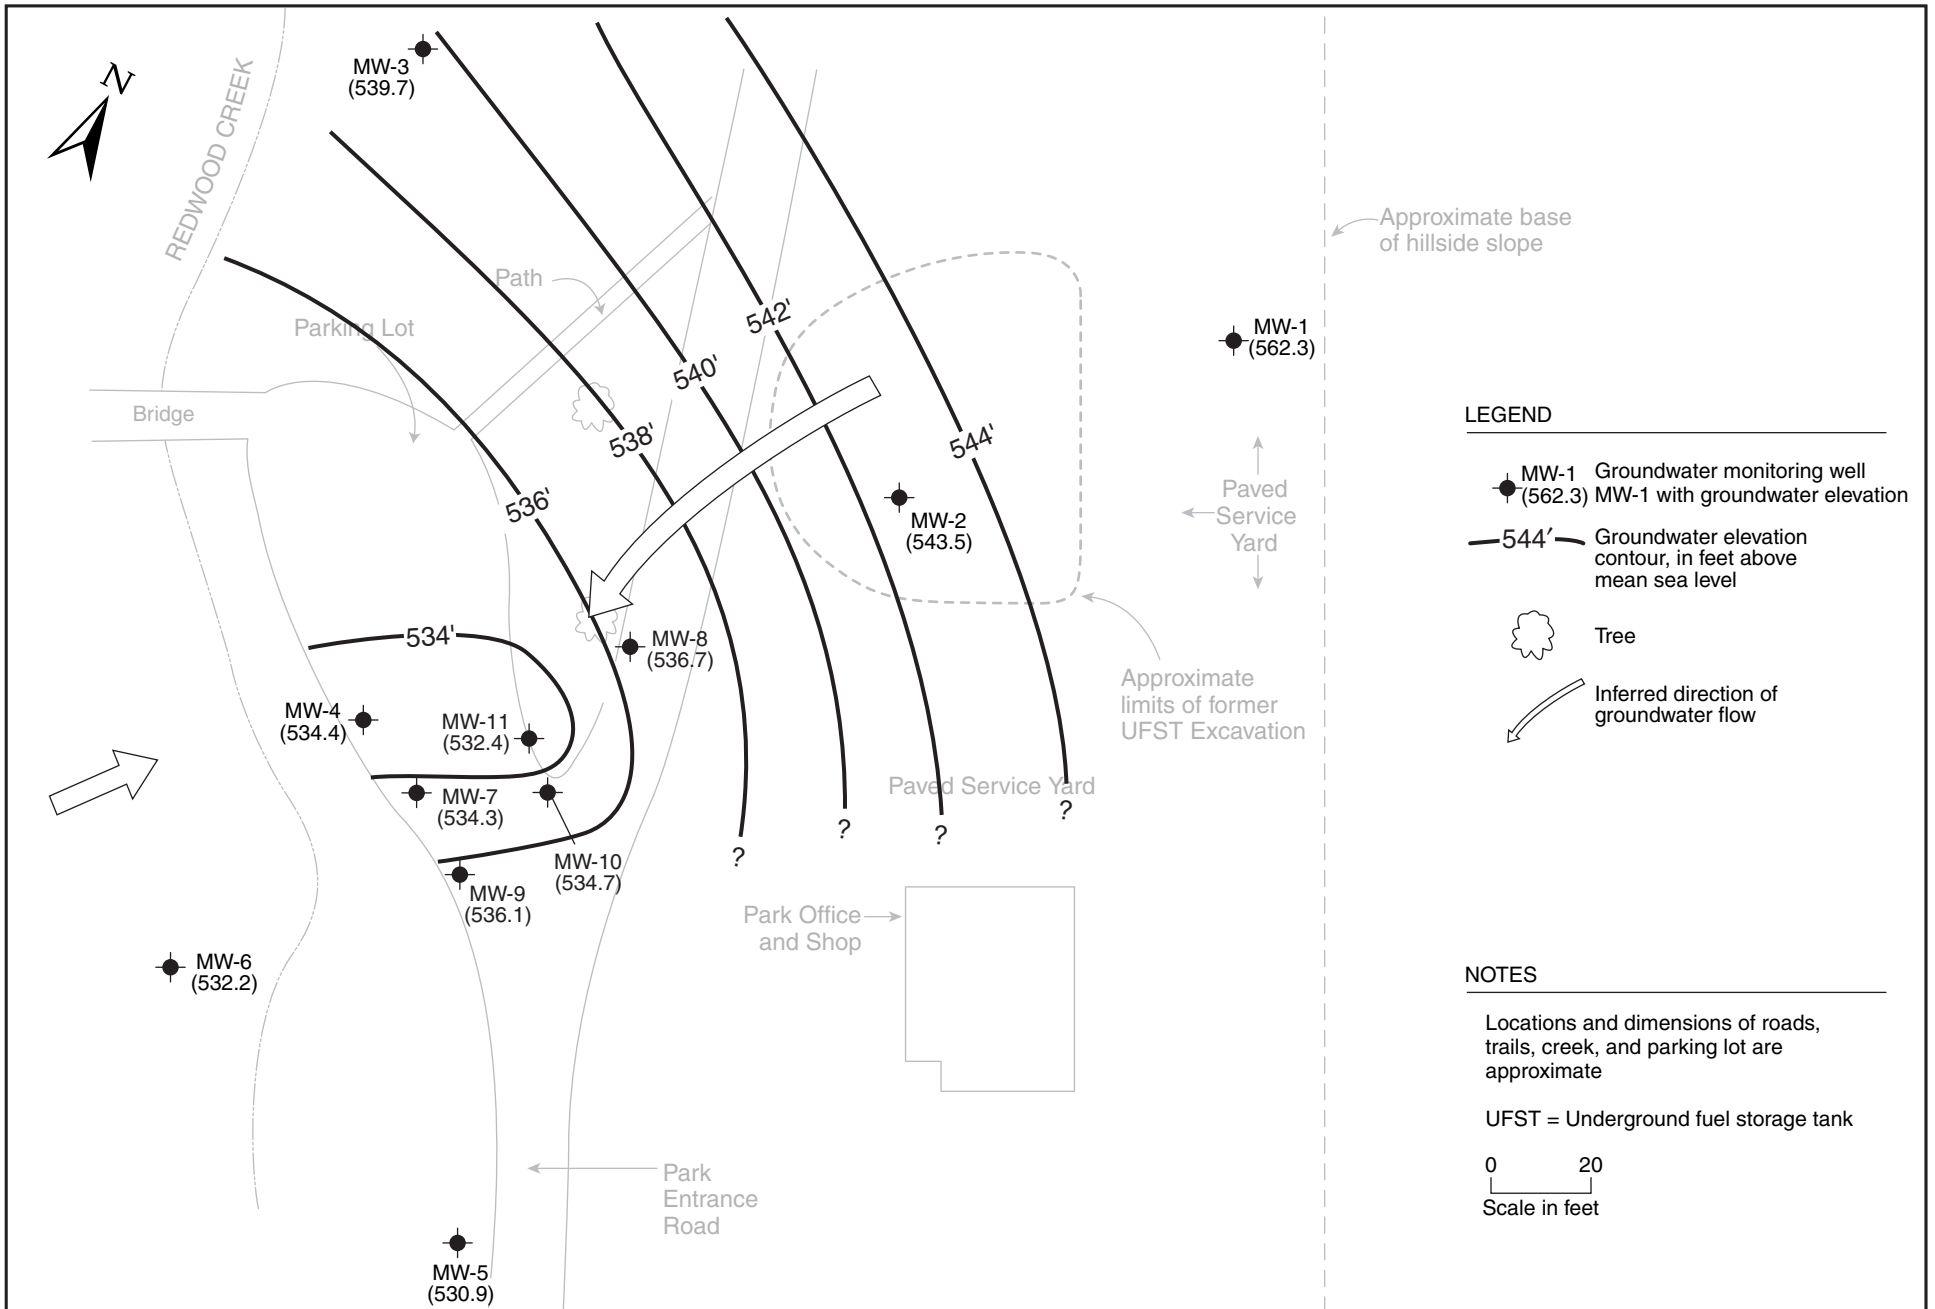 N
REDWOOD CREEK
MW-3
(539.7)
Path
Parking Lot
Bridge
542'
540'
538'
536'
544'
534'
Approximate base
of hillside slope
MW-1
(562.3)
MW-2
(543.5)
Paved
Service
Yard
MW-8
(536.7)
MW-4
(534.4)
MW-11
(532.4)
MW-7
(534.3)
MW-10
(534.7)
MW-9
(536.1)
MW-6
(532.2)
MW-5
(530.9)
Approximate
limits of former
UFST Excavation
Paved Service Yard
?
?
?
?
Park Office
and Shop
Park
Entrance
Road
LEGEND
MW-1
(562.3)
Groundwater monitoring well
MW-1 with groundwater elevation
544′
Groundwater elevation
contour, in feet above
mean sea level
Tree
Inferred direction of
groundwater flow
NOTES
Locations and dimensions of roads,
trails, creek, and parking lot are
approximate
UFST = Underground fuel storage tank
0 20
Scale in feet